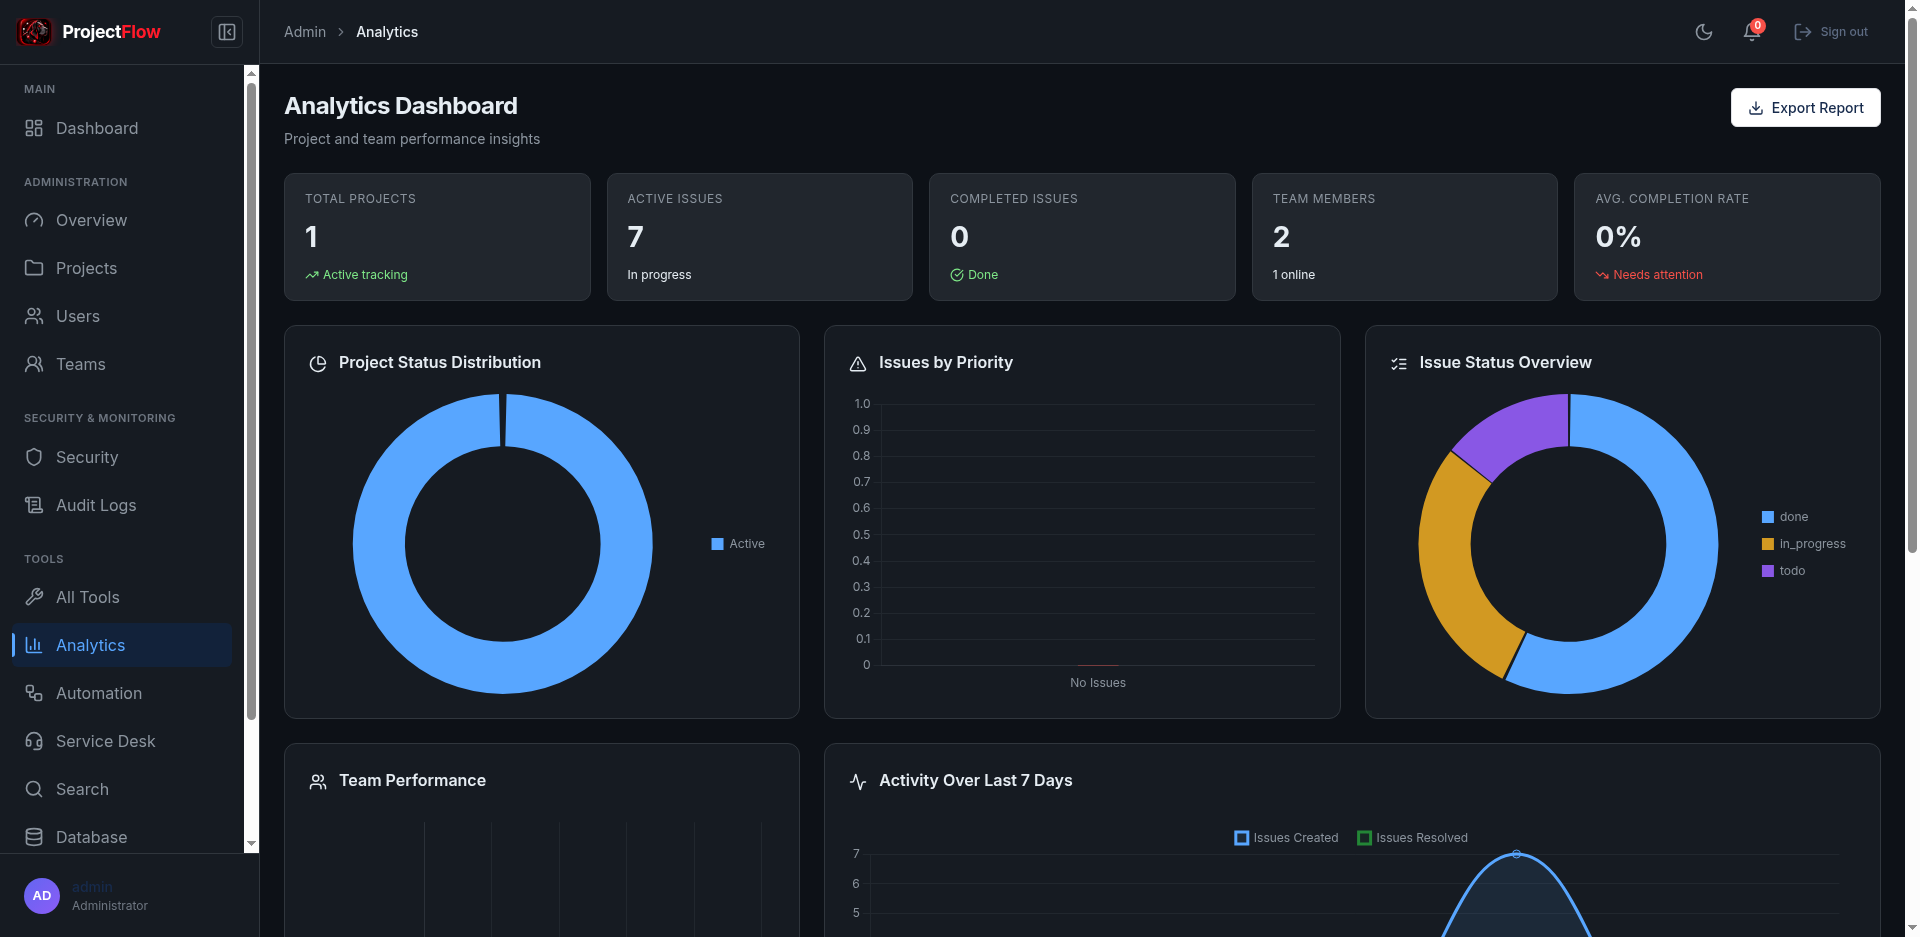 ProjectFlow
MAIN
Dashboard
ADMINISTRATION
Overview
Projects
Users
Teams
SECURITY & MONITORING
Security
Audit Logs
TOOLS
All Tools
Analytics
Automation
Service Desk
Search
Database
AD
admin
Administrator
Admin > Analytics
0
Sign out
Analytics Dashboard
Project and team performance insights
Export Report
TOTAL PROJECTS
1
Active tracking
ACTIVE ISSUES
7
In progress
COMPLETED ISSUES
0
Done
TEAM MEMBERS
2
1 online
AVG. COMPLETION RATE
0%
Needs attention
Project Status Distribution
Active
Issues by Priority
1.0
0.9
0.8
0.7
0.6
0.5
0.4
0.3
0.2
0.1
0
No Issues
Issue Status Overview
done
in_progress
todo
Team Performance
Activity Over Last 7 Days
Issues Created
Issues Resolved
7
6
5